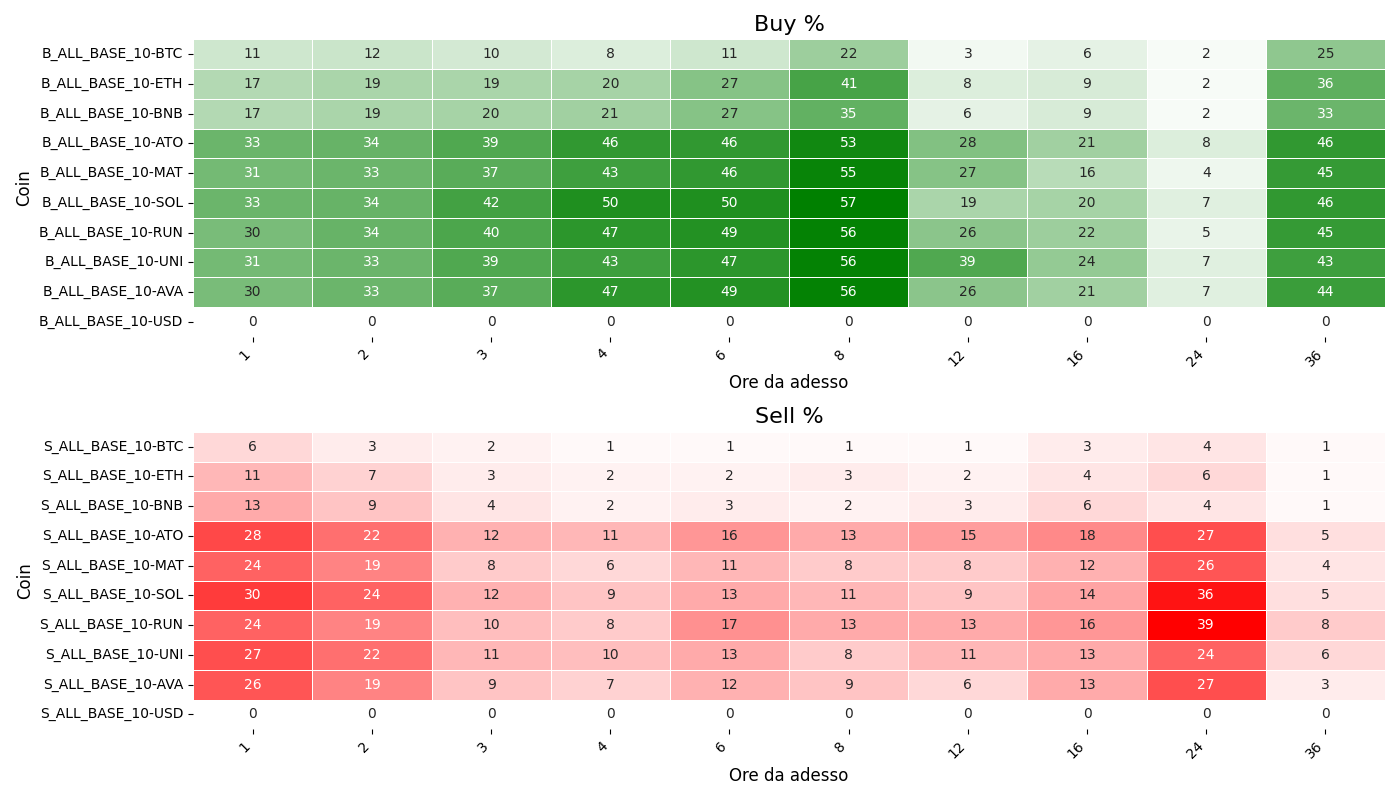 Buy %
Coin
B_ALL_BASE_10-BTC 11 12 10 8 11 22 3 6 2 25
B_ALL_BASE_10-ETH 17 19 19 20 27 41 8 9 2 36
B_ALL_BASE_10-BNB 17 19 20 21 27 35 6 9 2 33
B_ALL_BASE_10-ATO 33 34 39 46 46 53 28 21 8 46
B_ALL_BASE_10-MAT 31 33 37 43 46 55 27 16 4 45
B_ALL_BASE_10-SOL 33 34 42 50 50 57 19 20 7 46
B_ALL_BASE_10-RUN 30 34 40 47 49 56 26 22 5 45
B_ALL_BASE_10-UNI 31 33 39 43 47 56 39 24 7 43
B_ALL_BASE_10-AVA 30 33 37 47 49 56 26 21 7 44
B_ALL_BASE_10-USD 0 0 0 0 0 0 0 0 0 0
1 2 3 4 6 8 12 16 24 36
Ore da adesso
Sell %
Coin
S_ALL_BASE_10-BTC 6 3 2 1 1 1 1 3 4 1
S_ALL_BASE_10-ETH 11 7 3 2 2 3 2 4 6 1
S_ALL_BASE_10-BNB 13 9 4 2 3 2 3 6 4 1
S_ALL_BASE_10-ATO 28 22 12 11 16 13 15 18 27 5
S_ALL_BASE_10-MAT 24 19 8 6 11 8 8 12 26 4
S_ALL_BASE_10-SOL 30 24 12 9 13 11 9 14 36 5
S_ALL_BASE_10-RUN 24 19 10 8 17 13 13 16 39 8
S_ALL_BASE_10-UNI 27 22 11 10 13 8 11 13 24 6
S_ALL_BASE_10-AVA 26 19 9 7 12 9 6 13 27 3
S_ALL_BASE_10-USD 0 0 0 0 0 0 0 0 0 0
1 2 3 4 6 8 12 16 24 36
Ore da adesso